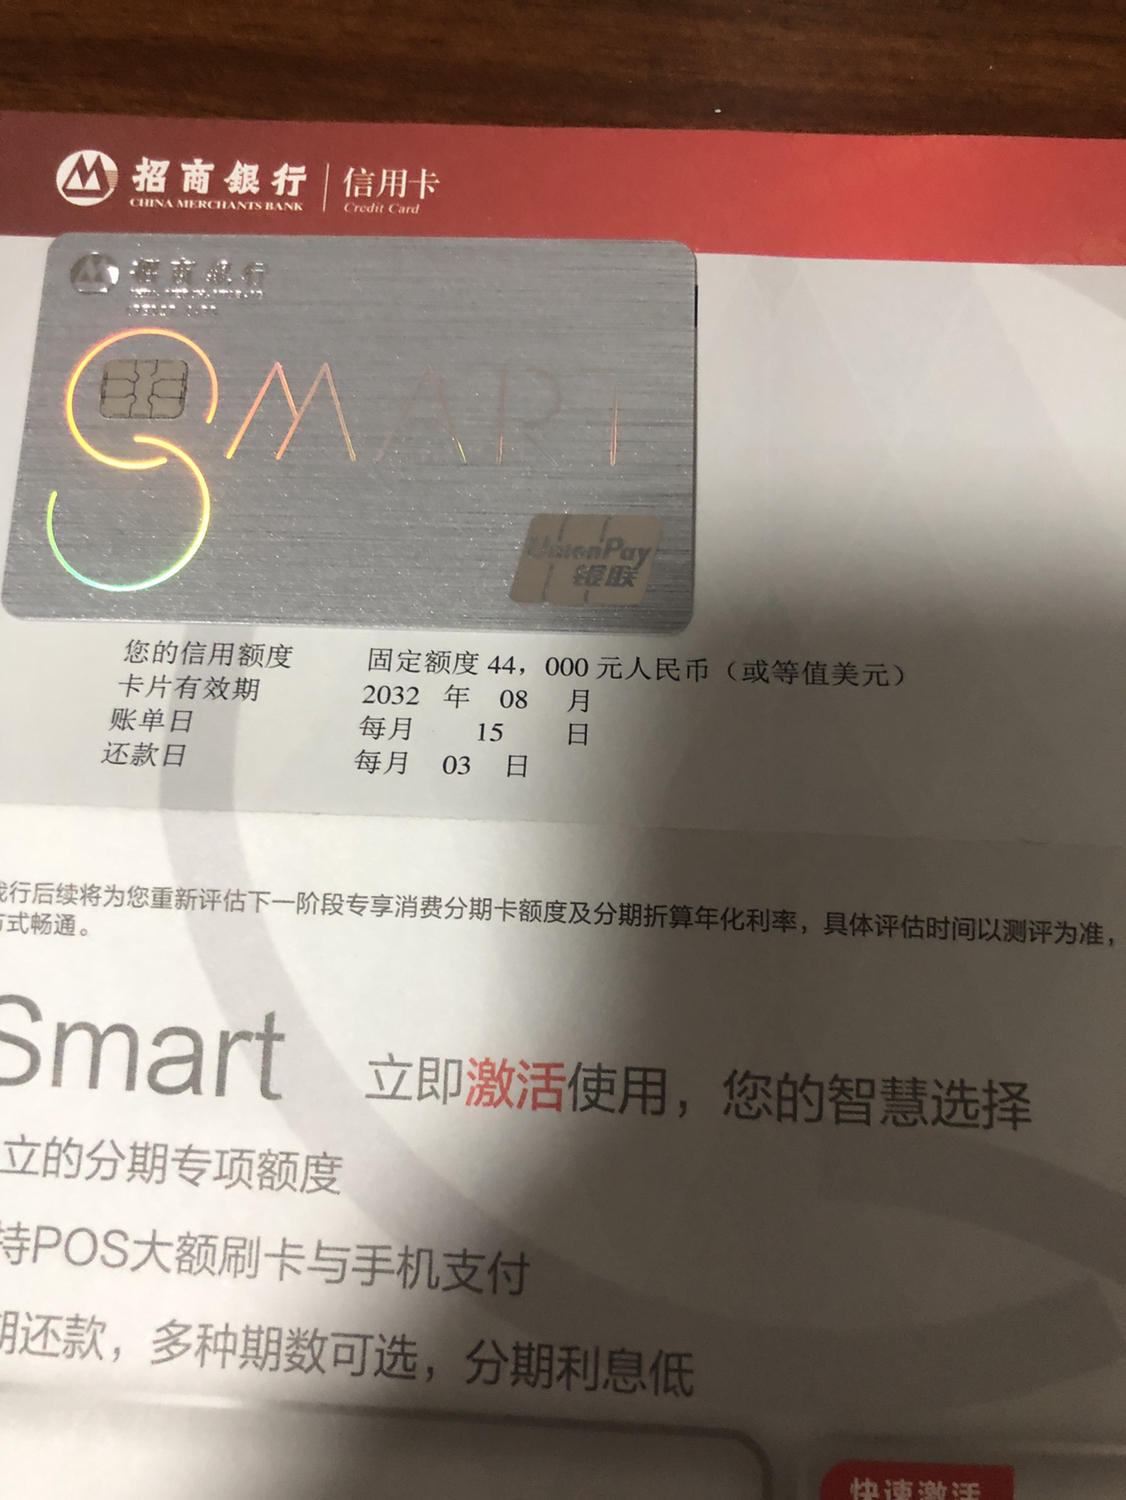 招商銀行 信用卡
CHINA MERCHANTS BANK Credit Card
招商銀行
SMART
UnionPay
银联
您的信用额度 固定额度 44，000 元人民币（或等值美元）
卡片有效期 2032 年 08 月
账单日 每月 15 日
还款日 每月 03 日
我行后续将为您重新评估下一阶段专享消费分期卡额度及分期折算年化利率，具体评估时间以测评为准，
方式畅通。
Smart 立即激活使用，您的智慧选择
立的分期专项额度
持POS大额刷卡与手机支付
期还款，多种期数可选，分期利息低
快速激活